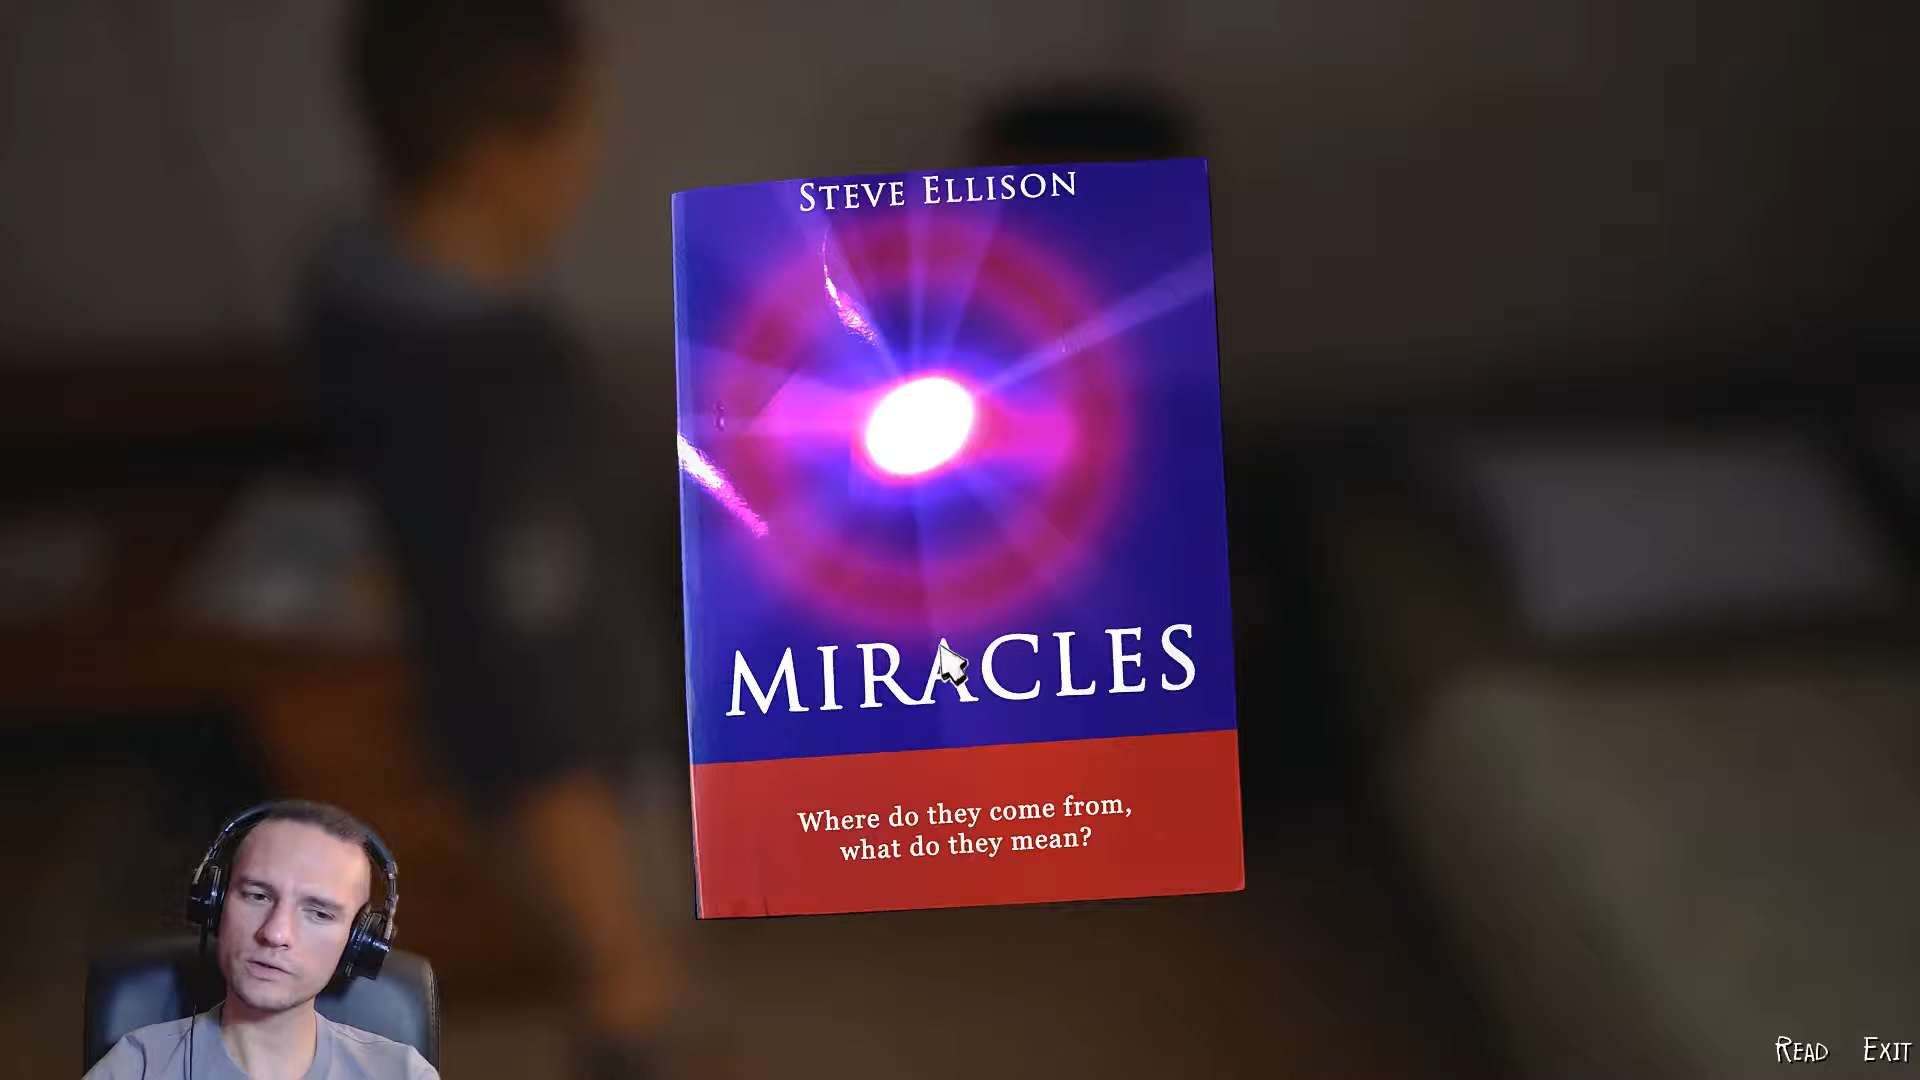 STEVE ELLISON
MIRACLES
Where do they come from,
what do they mean?
READ EXIT